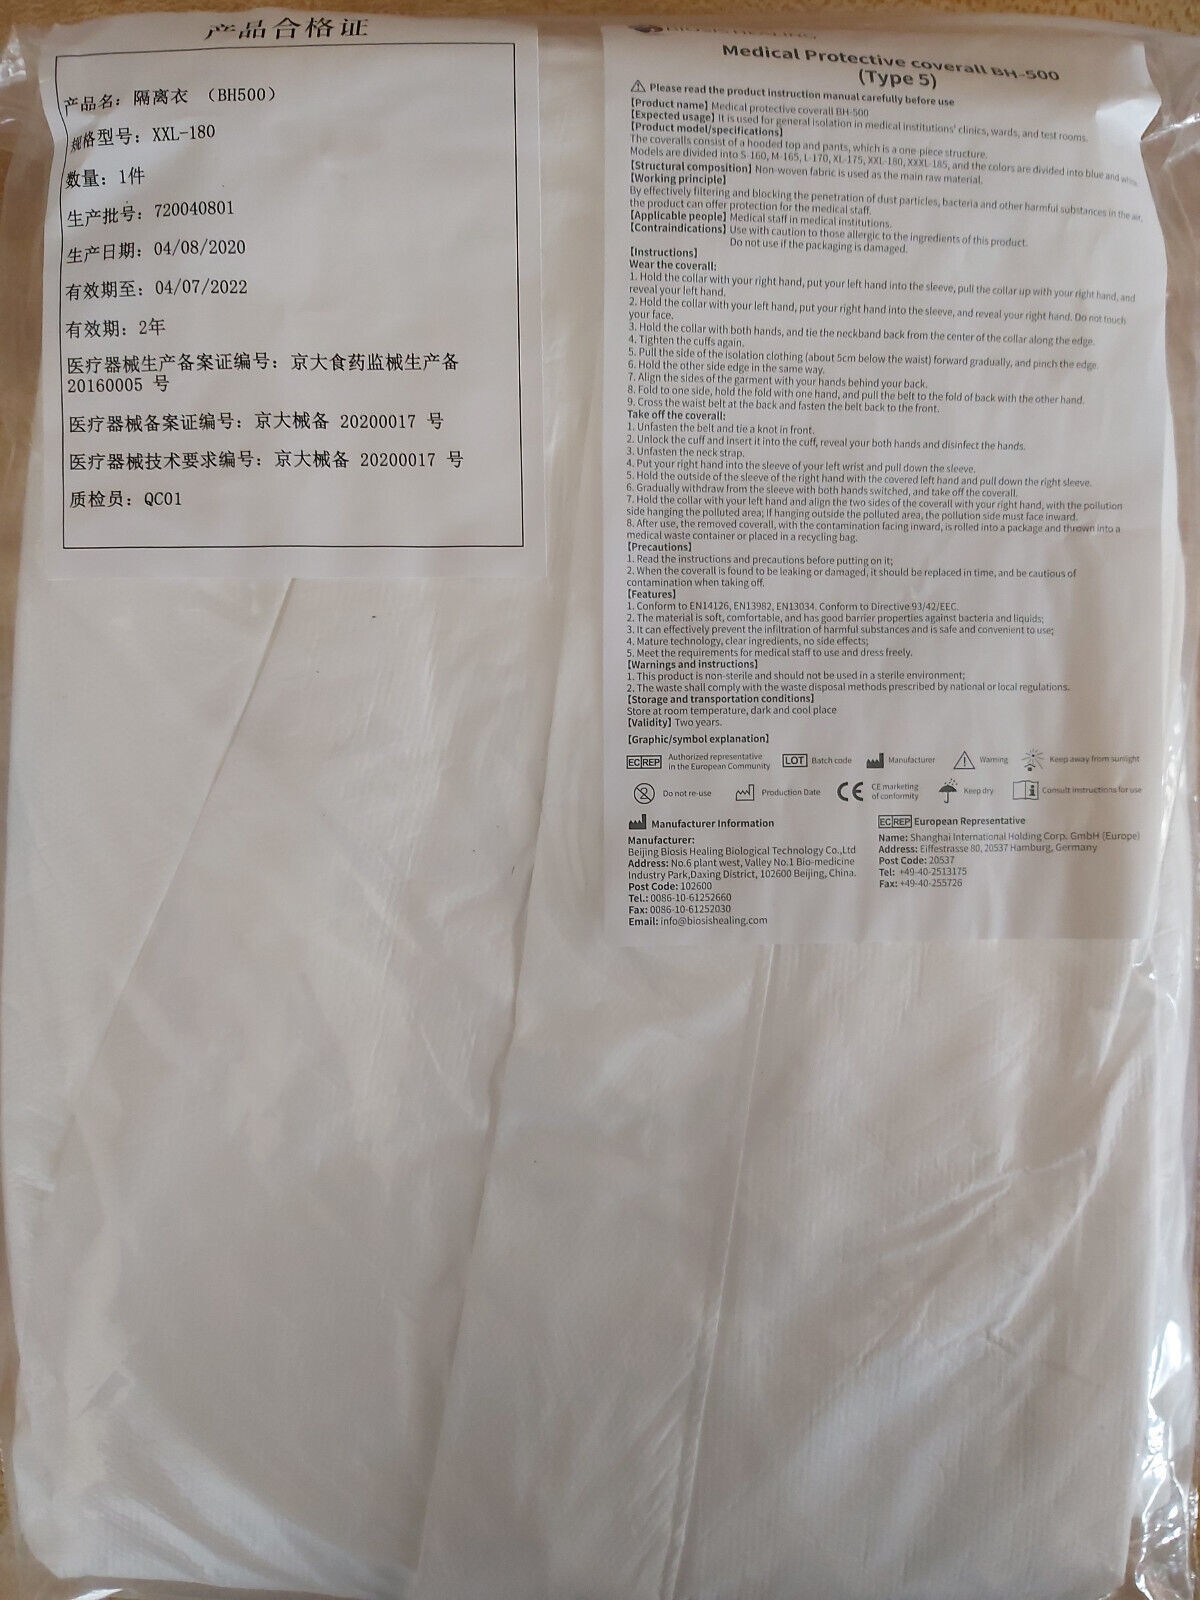 产品合格证
产品名：隔离衣 （BH500）
规格型号：XXL-180
数量：1件
生产批号：720040801
生产日期：04/08/2020
有效期至：04/07/2022
有效期：2年
医疗器械生产备案证编号：京大食药监械生产备
20160005 号
医疗器械备案证编号：京大械备 20200017 号
医疗器械技术要求编号：京大械备 20200017 号
质检员：QC01
BIOSIS HEALING
Medical Protective coverall BH-500
(Type 5)
Please read the product instruction manual carefully before use
【Product name】 Medical protective coverall BH-500
【Expected usage】 It is used for general isolation in medical institutions' clinics, wards, and test rooms.
【Product model/specifications】
The coveralls consist of a hooded top and pants, which is a one-piece structure.
Models are divided into S-160, M-165, L-170, XL-175, XXL-180, XXXL-185, and the colors are divided into blue and white.
【Structural composition】 Non-woven fabric is used as the main raw material.
【Working principle】
By effectively filtering and blocking the penetration of dust particles, bacteria and other harmful substances in the air,
the product can offer protection for the medical staff.
【Applicable people】 Medical staff in medical institutions.
【Contraindications】 Use with caution to those allergic to the ingredients of this product.
Do not use if the packaging is damaged.
【Instructions】
Wear the coverall:
1. Hold the collar with your right hand, put your left hand into the sleeve, pull the collar up with your right hand, and
reveal your left hand.
2. Hold the collar with your left hand, put your right hand into the sleeve, and reveal your right hand. Do not touch
your face.
3. Hold the collar with both hands, and tie the neckband back from the center of the collar along the edge.
4. Tighten the cuffs again.
5. Pull the side of the isolation clothing (about 5cm below the waist) forward gradually, and pinch the edge.
6. Hold the other side edge in the same way.
7. Align the sides of the garment with your hands behind your back.
8. Fold to one side, hold the fold with one hand, and pull the belt to the fold of back with the other hand.
9. Cross the waist belt at the back and fasten the belt back to the front.
Take off the coverall:
1. Unfasten the belt and tie a knot in front.
2. Unlock the cuff and insert it into the cuff, reveal your both hands and disinfect the hands.
3. Unfasten the neck strap.
4. Put your right hand into the sleeve of your left wrist and pull down the sleeve.
5. Hold the outside of the sleeve of the right hand with the covered left hand and pull down the right sleeve.
6. Gradually withdraw from the sleeve with both hands switched, and take off the coverall.
7. Hold the collar with your left hand and align the two sides of the coverall with your right hand, with the pollution
side hanging the polluted area; If hanging outside the polluted area, the pollution side must face inward.
8. After use, the removed coverall, with the contamination facing inward, is rolled into a package and thrown into a
medical waste container or placed in a recycling bag.
【Precautions】
1. Read the instructions and precautions before putting on it;
2. When the coverall is found to be leaking or damaged, it should be replaced in time, and be cautious of
contamination when taking off.
【Features】
1. Conform to EN14126, EN13982, EN13034. Conform to Directive 93/42/EEC.
2. The material is soft, comfortable, and has good barrier properties against bacteria and liquids;
3. It can effectively prevent the infiltration of harmful substances and is safe and convenient to use;
4. Mature technology, clear ingredients, no side effects;
5. Meet the requirements for medical staff to use and dress freely.
【Warnings and instructions】
1. This product is non-sterile and should not be used in a sterile environment;
2. The waste shall comply with the waste disposal methods prescribed by national or local regulations.
【Storage and transportation conditions】
Store at room temperature, dark and cool place
【Validity】 Two years.
【Graphic/symbol explanation】
EC REP Authorized representative in the European Community LOT Batch code Manufacturer Warning Keep away from sunlight
Do not re-use Production Date CE CE marketing of conformity Keep dry Consult instructions for use
Manufacturer Information
Manufacturer:
Beijing Biosis Healing Biological Technology Co.,Ltd
Address: No.6 plant west, Valley No.1 Bio-medicine
Industry Park,Daxing District, 102600 Beijing, China.
Post Code: 102600
Tel.: 0086-10-61252660
Fax: 0086-10-61252030
Email: info@biosishealing.com
EC REP European Representative
Name: Shanghai International Holding Corp. GmbH (Europe)
Address: Eiffestrasse 80, 20537 Hamburg, Germany
Post Code: 20537
Tel: +49-40-2513175
Fax: +49-40-255726